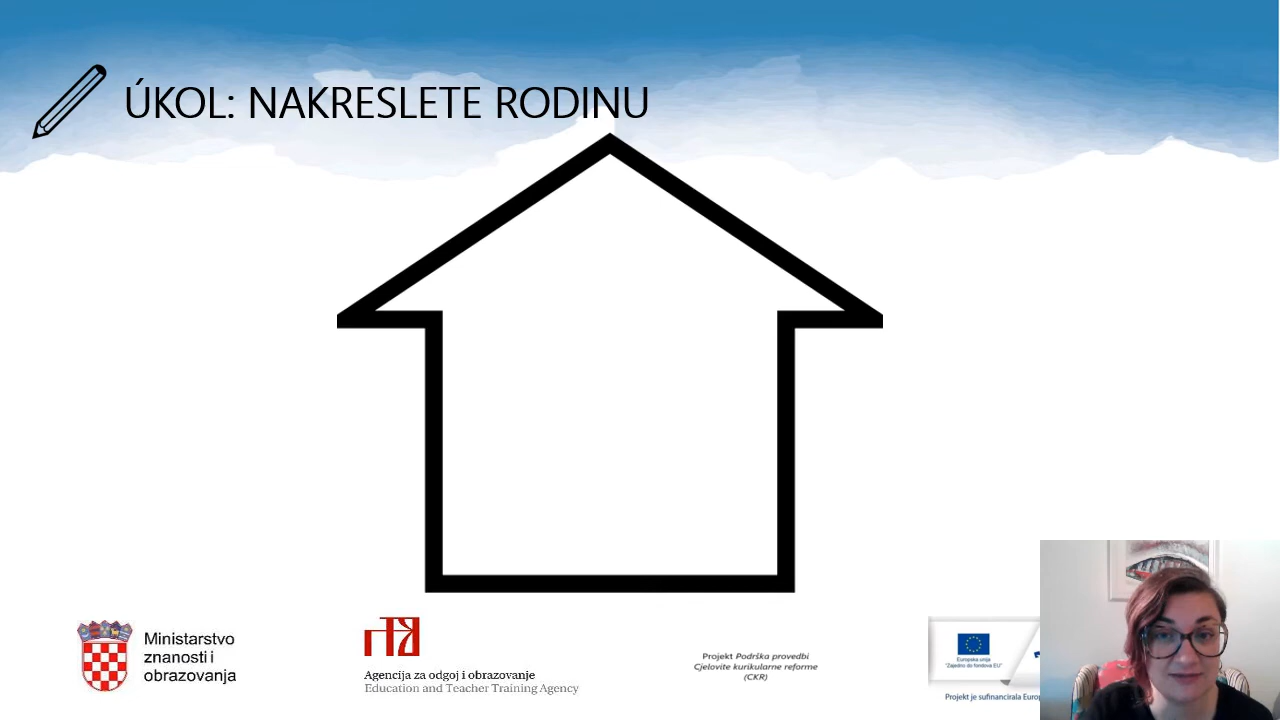 ÚKOL: NAKRESLETE RODINU
Ministarstvo
znanosti i
obrazovanja
Agencija za odgoj i obrazovanje
Education and Teacher Training Agency
Projekt Podrška provedbi
Cjelovite kurikularne reforme
(CKR)
Europska unija
"Zajedno do fondova EU"
Projekt je sufinancirala